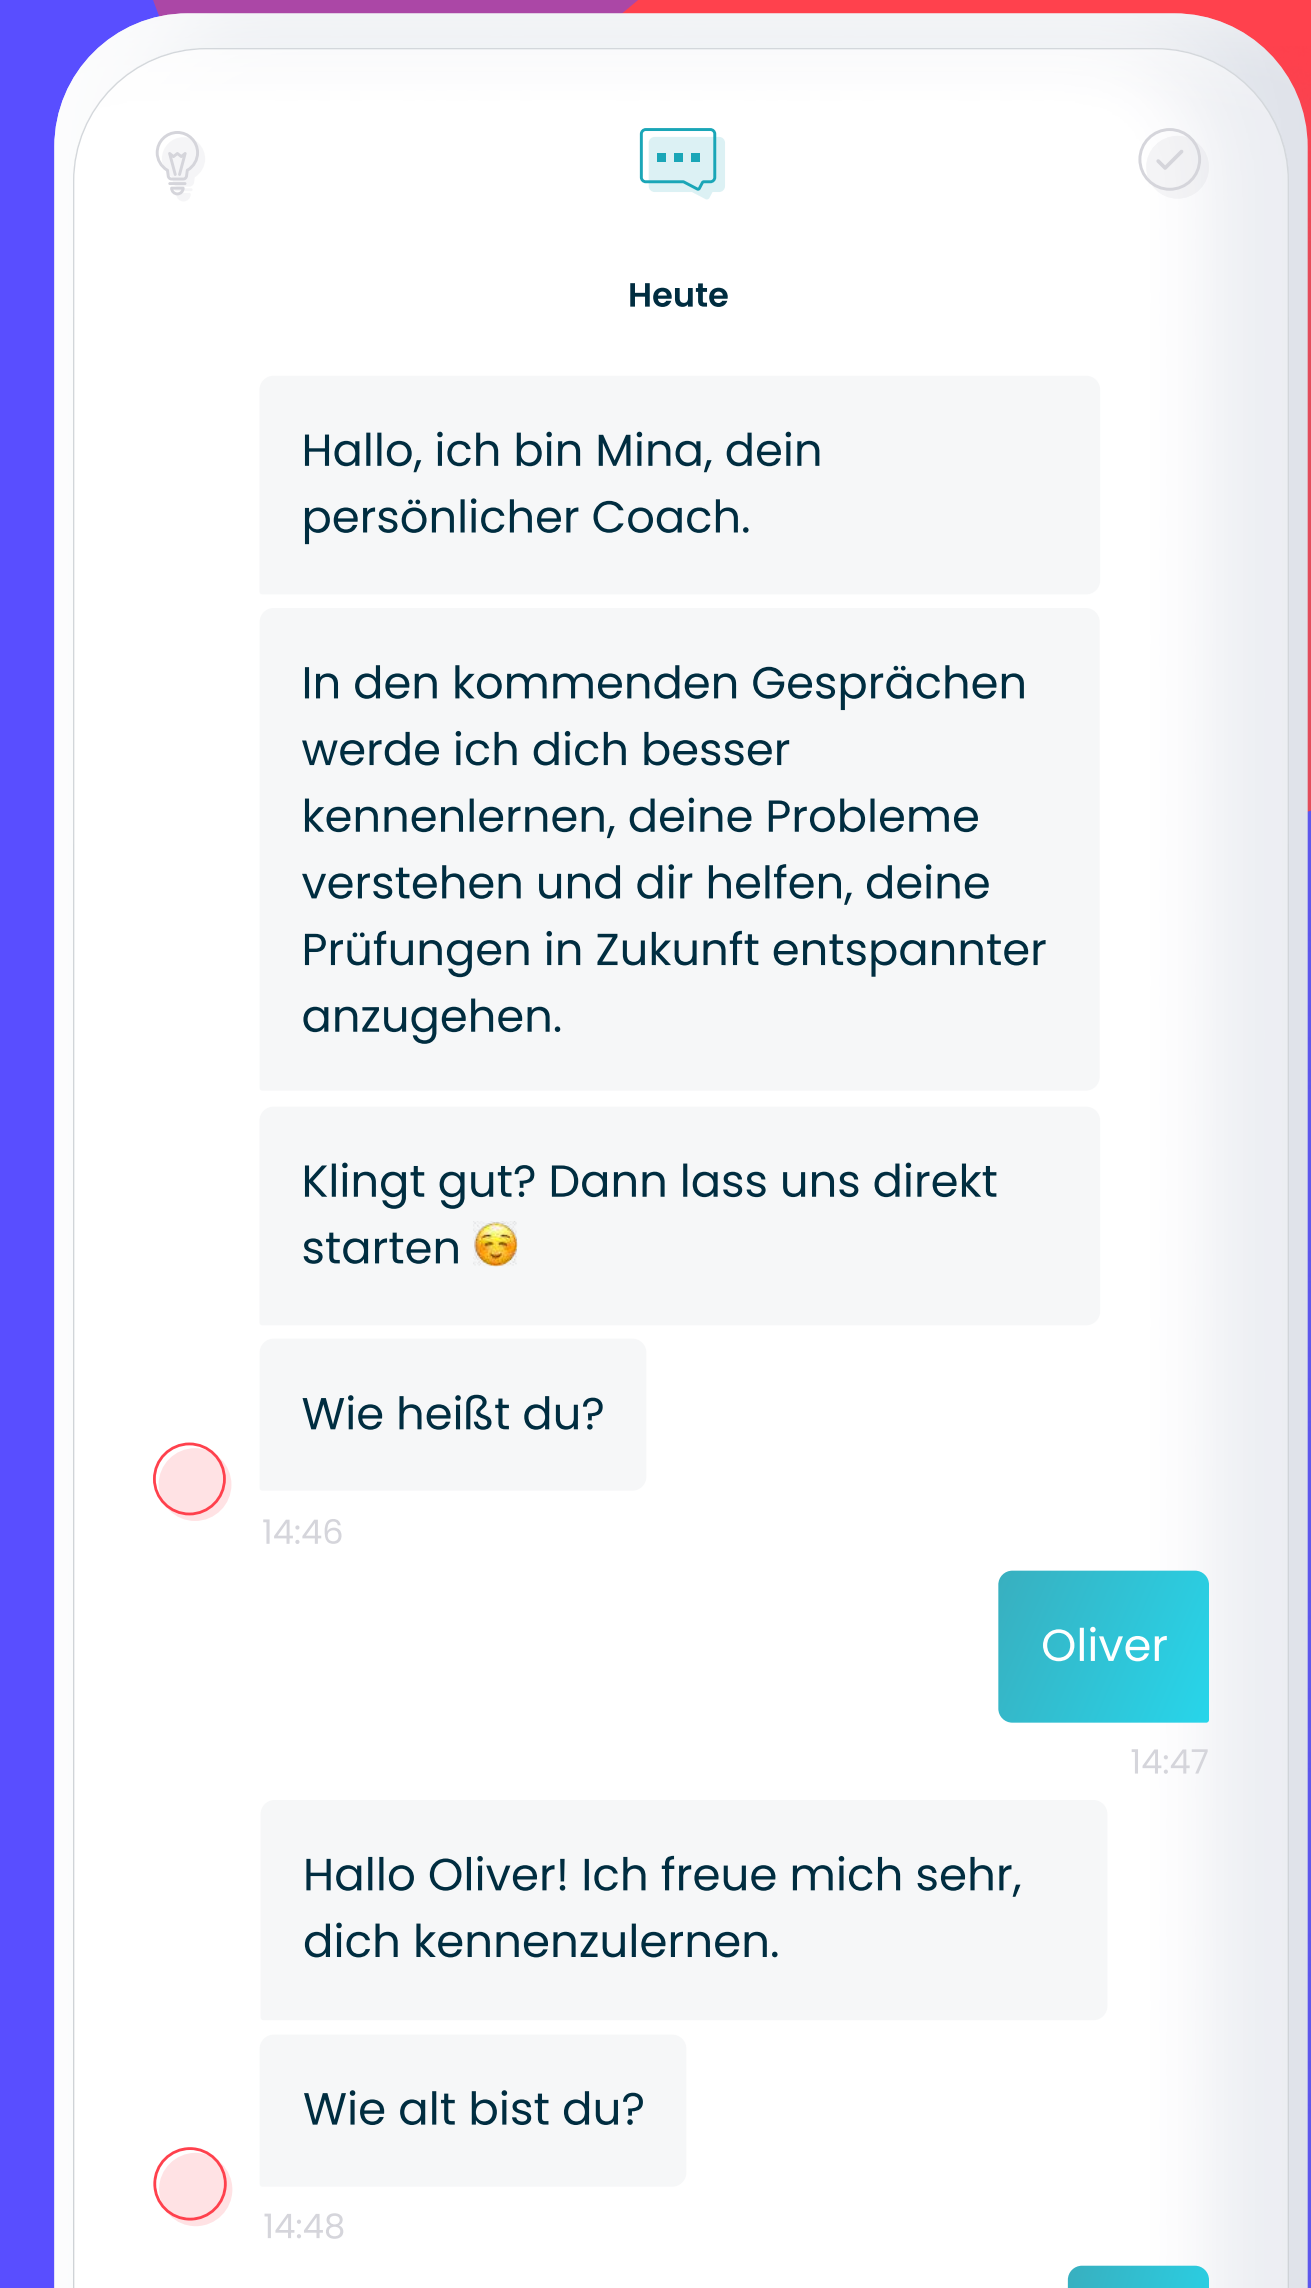 Heute
Hallo, ich bin Mina, dein
persönlicher Coach.
In den kommenden Gesprächen
werde ich dich besser
kennenlernen, deine Probleme
verstehen und dir helfen, deine
Prüfungen in Zukunft entspannter
anzugehen.
Klingt gut? Dann lass uns direkt
starten ☺️
Wie heißt du?
14:46
Oliver
14:47
Hallo Oliver! Ich freue mich sehr,
dich kennenzulernen.
Wie alt bist du?
14:48